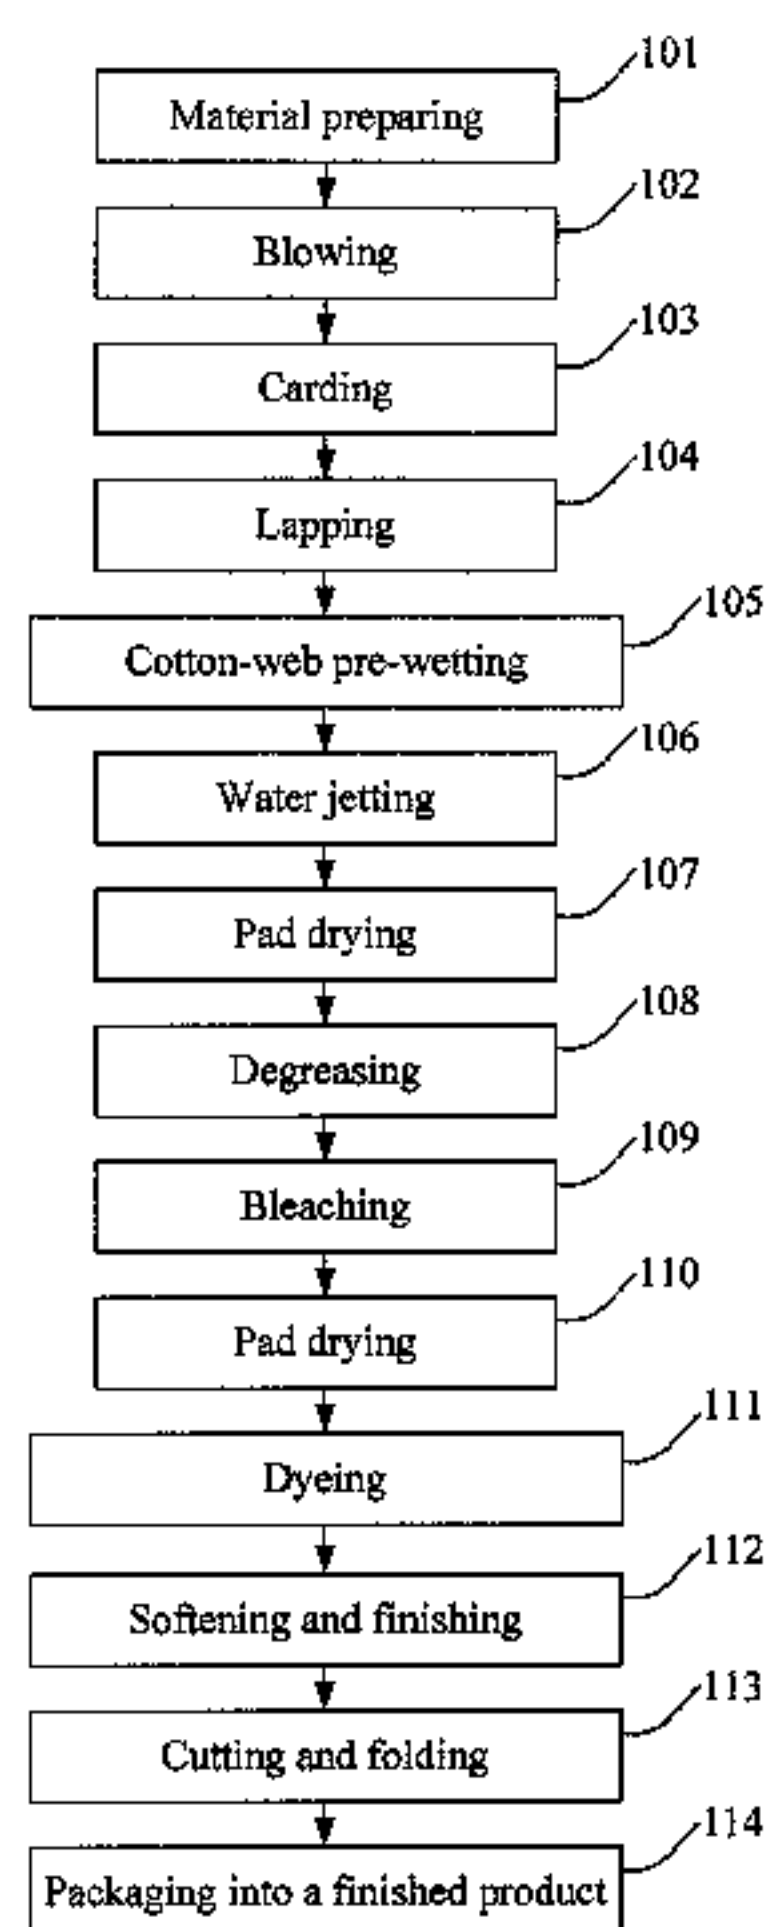 101
Material preparing
102
Blowing
103
Carding
104
Lapping
105
Cotton-web pre-wetting
106
Water jetting
107
Pad drying
108
Degreasing
109
Bleaching
110
Pad drying
111
Dyeing
112
Softening and finishing
113
Cutting and folding
114
Packaging into a finished product